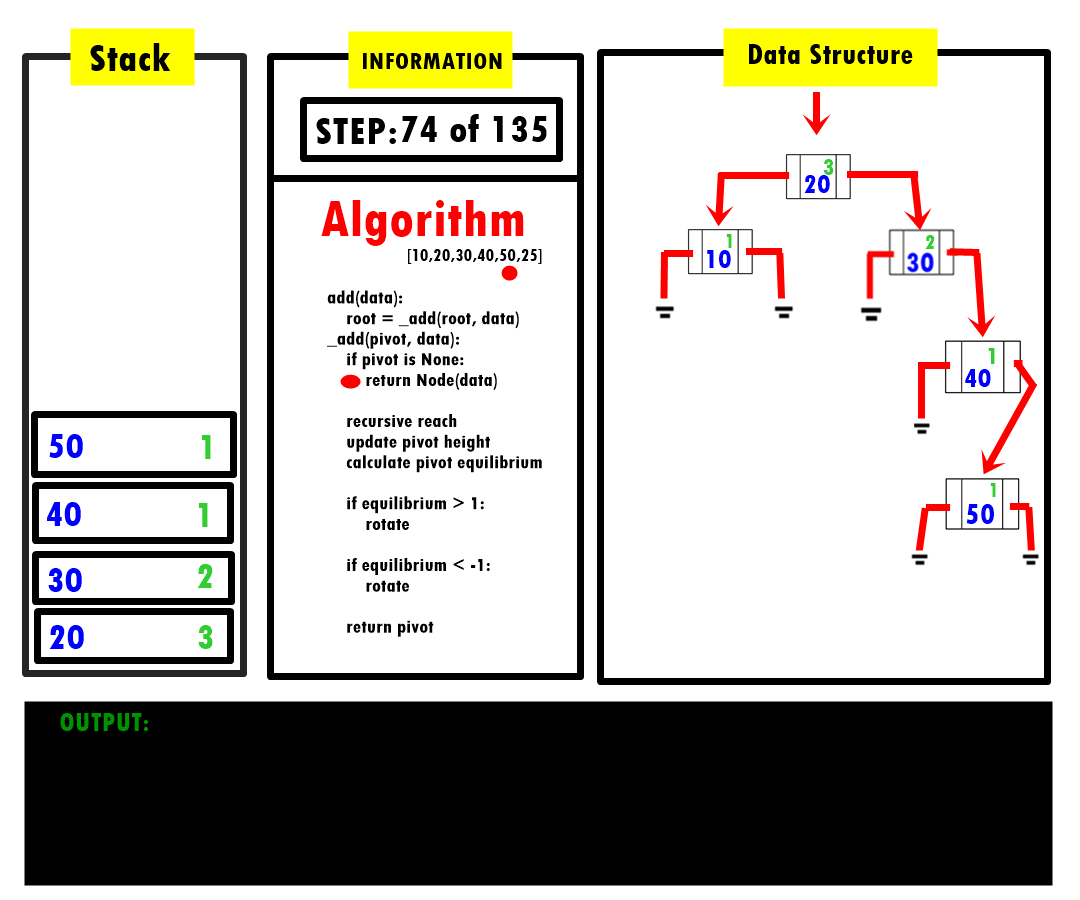 Stack
50 1
40 1
30 2
20 3
INFORMATION
STEP:74 of 135
Algorithm
[10,20,30,40,50,25]
add(data):
root = _add(root, data)
_add(pivot, data):
if pivot is None:
return Node(data)
recursive reach
update pivot height
calculate pivot equilibrium
if equilibrium > 1:
rotate
if equilibrium < -1:
rotate
return pivot
Data Structure
3
20
1
10
2
30
1
40
1
50
OUTPUT: